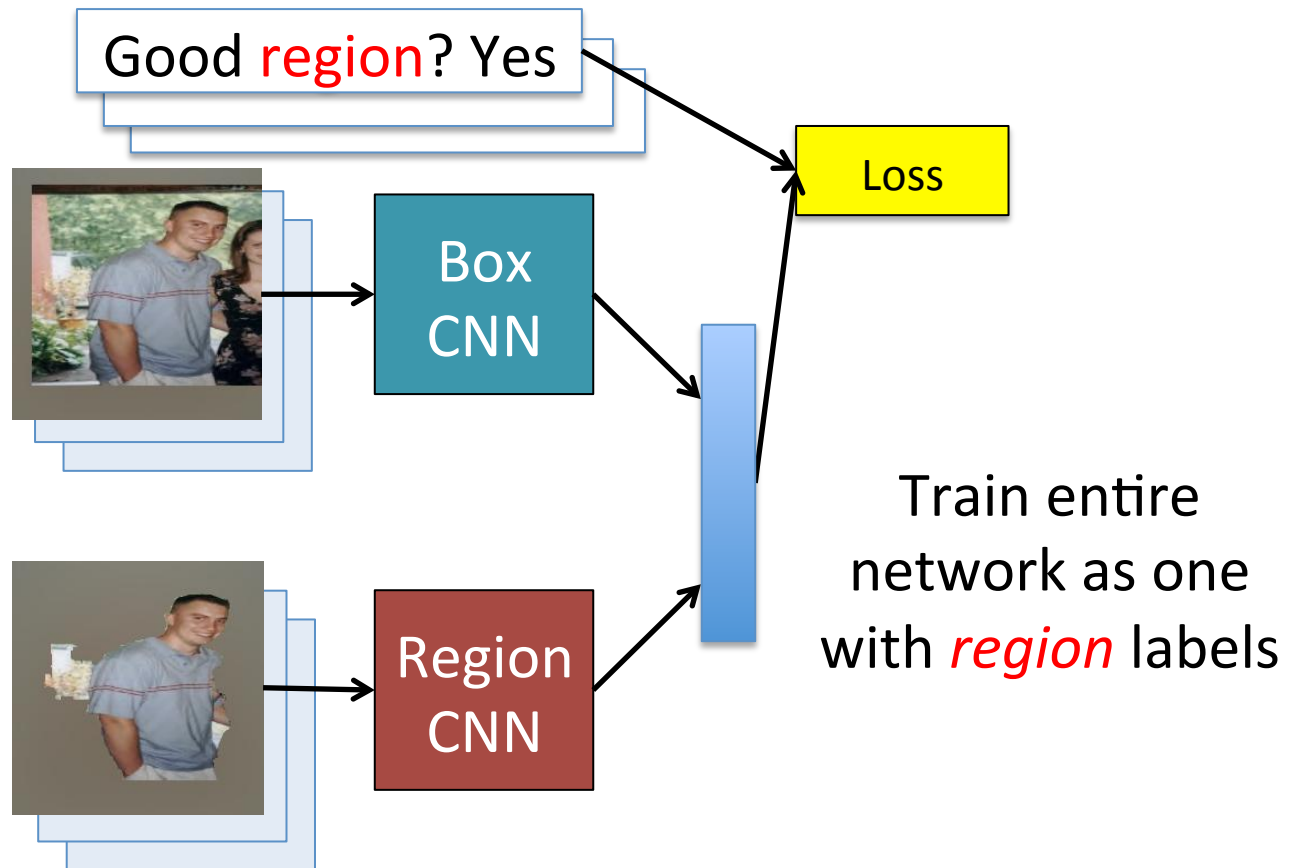 Good region? Yes
Loss
Box
CNN
Region
CNN
Train entire
network as one
with region labels